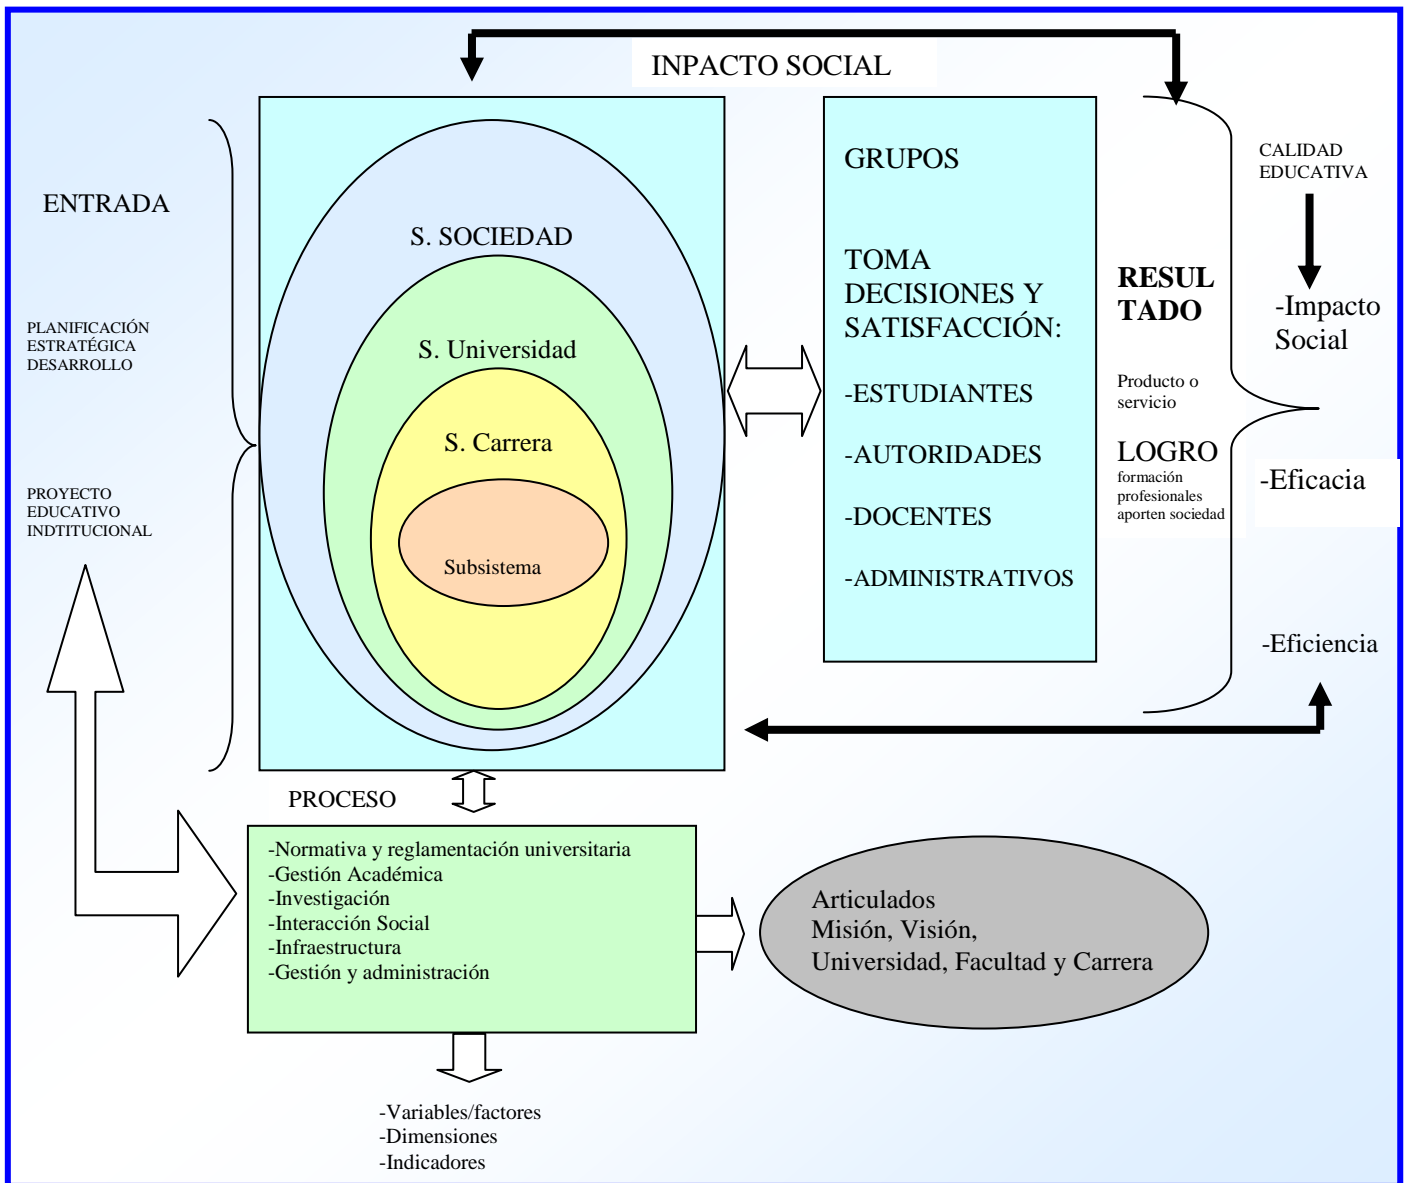 INPACTO SOCIAL
ENTRADA
PLANIFICACIÓN
ESTRATÉGICA
DESARROLLO
PROYECTO
EDUCATIVO
INDTITUCIONAL
S. SOCIEDAD
S. Universidad
S. Carrera
Subsistema
GRUPOS
TOMA
DECISIONES Y
SATISFACCIÓN:
-ESTUDIANTES
-AUTORIDADES
-DOCENTES
-ADMINISTRATIVOS
RESUL
TADO
Producto o
servicio
LOGRO
formación
profesionales
aporten sociedad
CALIDAD
EDUCATIVA
-Impacto
Social
-Eficacia
-Eficiencia
PROCESO
-Normativa y reglamentación universitaria
-Gestión Académica
-Investigación
-Interacción Social
-Infraestructura
-Gestión y administración
Articulados
Misión, Visión,
Universidad, Facultad y Carrera
-Variables/factores
-Dimensiones
-Indicadores